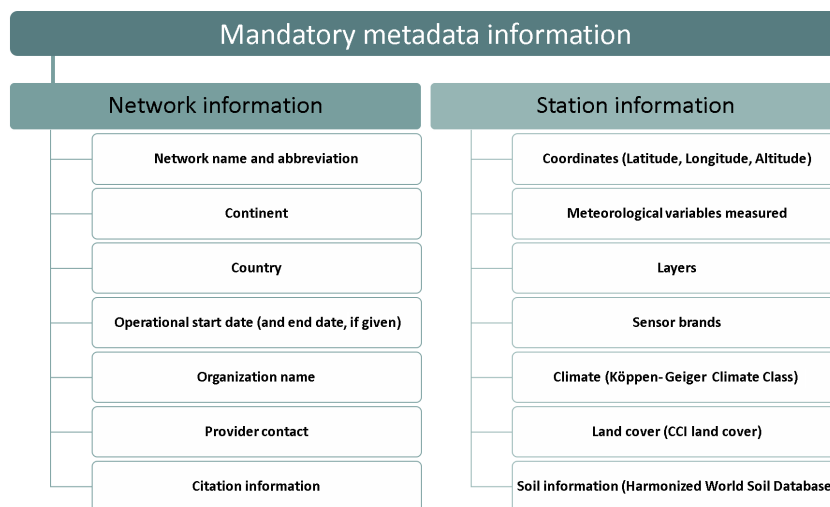 Mandatory metadata information
Network information
Network name and abbreviation
Continent
Country
Operational start date (and end date, if given)
Organization name
Provider contact
Citation information
Station information
Coordinates (Latitude, Longitude, Altitude)
Meteorological variables measured
Layers
Sensor brands
Climate (Köppen- Geiger Climate Class)
Land cover (CCI land cover)
Soil information (Harmonized World Soil Database